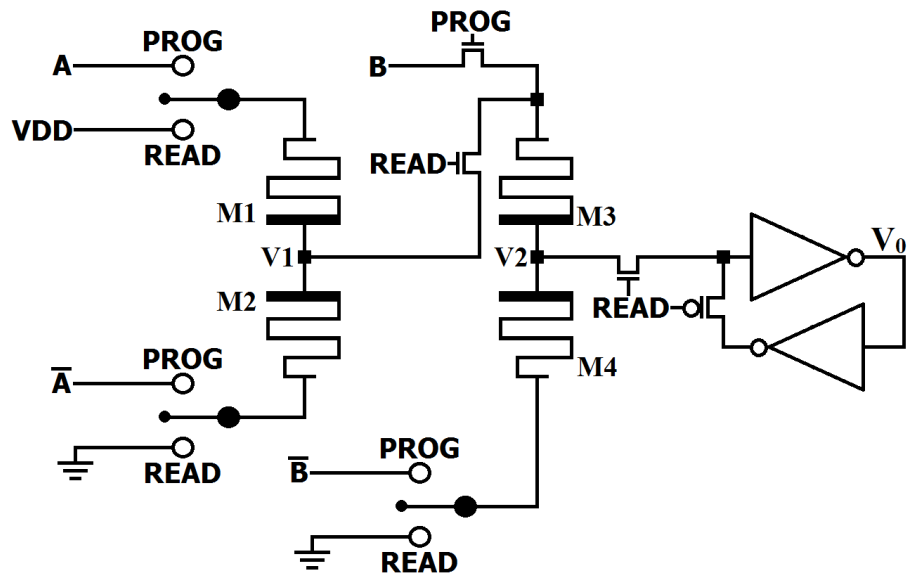 PROG
A
VDD
READ
PROG
B
READ
M1
M3
V1
V2
V₀
M2
READ
M4
PROG
A̅
READ
PROG
B̅
READ